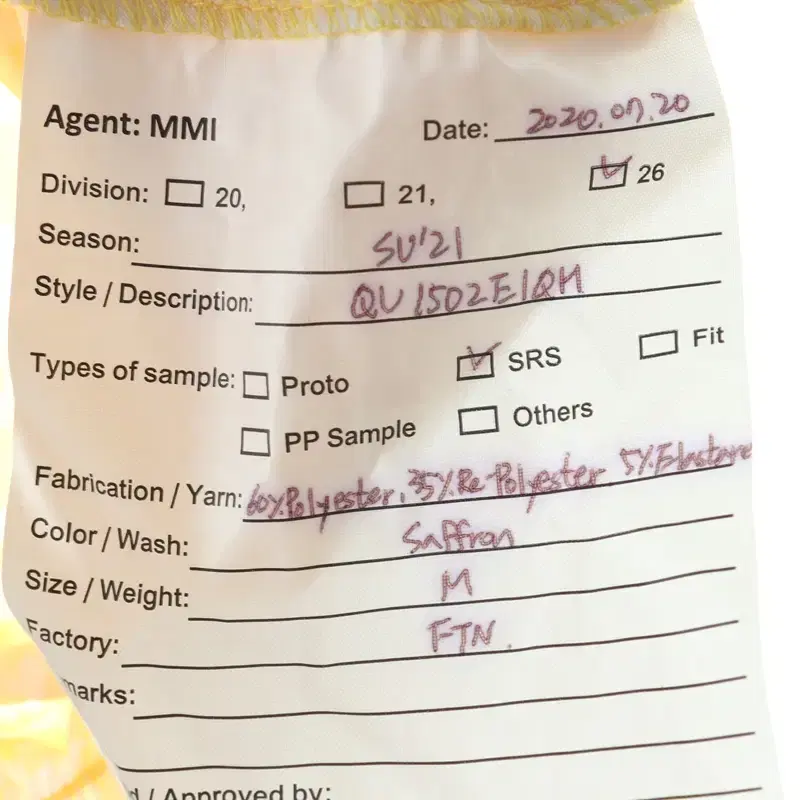 Agent: MMI Date: 2020.07.20
Division: 20, 21, 26
Season: SU'21
Style / Description: QU1502E1QH
Types of sample: Proto SRS Fit
PP Sample Others
Fabrication / Yarn: 60%Polyester, 35%Re-Polyester, 5%Elastane
Color / Wash: Saffron
Size / Weight: M
Factory: FTN.
marks:
/ Approved by: